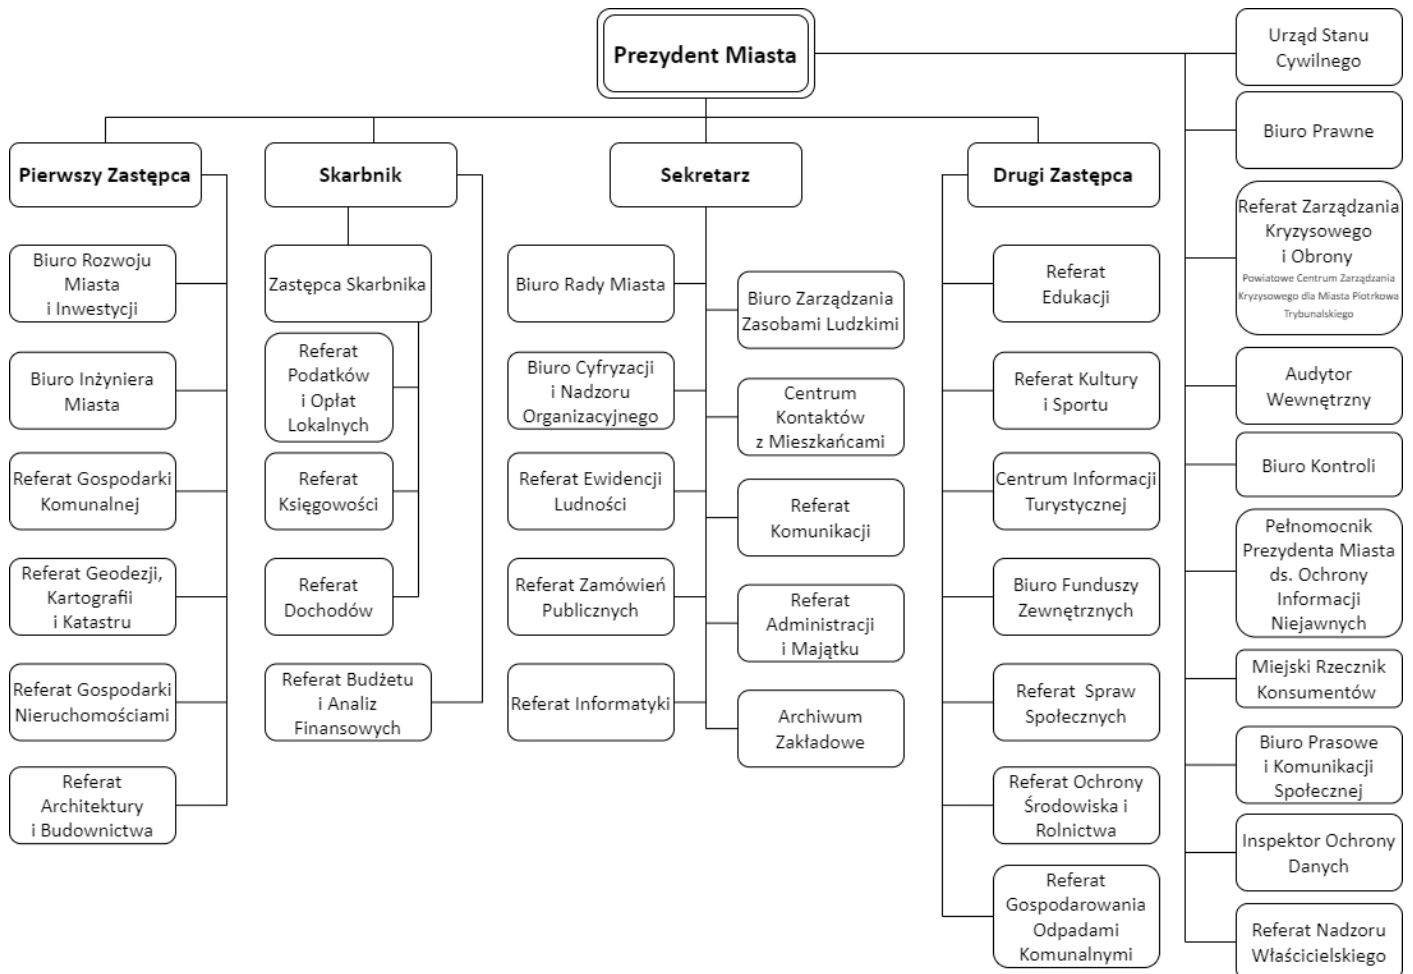 Prezydent Miasta
Pierwszy Zastępca
Biuro Rozwoju
Miasta
i Inwestycji
Biuro Inżyniera
Miasta
Referat Gospodarki
Komunalnej
Referat Geodezji,
Kartografii
i Katastru
Referat Gospodarki
Nieruchomościami
Referat
Architektury
i Budownictwa
Skarbnik
Zastępca Skarbnika
Referat
Podatków
i Opłat
Lokalnych
Referat
Księgowości
Referat
Dochodów
Referat Budżetu
i Analiz
Finansowych
Sekretarz
Biuro Rady Miasta
Biuro Cyfryzacji
i Nadzoru
Organizacyjnego
Referat Ewidencji
Ludności
Referat Zamówień
Publicznych
Referat Informatyki
Biuro Zarządzania
Zasobami Ludzkimi
Centrum
Kontaktów
z Mieszkańcami
Referat
Komunikacji
Referat
Administracji
i Majątku
Archiwum
Zakładowe
Drugi Zastępca
Referat
Edukacji
Referat Kultury
i Sportu
Centrum Informacji
Turystycznej
Biuro Funduszy
Zewnętrznych
Referat Spraw
Społecznych
Referat Ochrony
Środowiska i
Rolnictwa
Referat
Gospodarowania
Odpadami
Komunalnymi
Urząd Stanu
Cywilnego
Biuro Prawne
Referat Zarządzania
Kryzysowego
i Obrony
Powiatowe Centrum Zarządzania
Kryzysowego dla Miasta Piotrkowa
Trybunalskiego
Audytor
Wewnętrzny
Biuro Kontroli
Pełnomocnik
Prezydenta Miasta
ds. Ochrony
Informacji
Niejawnych
Miejski Rzecznik
Konsumentów
Biuro Prasowe
i Komunikacji
Społecznej
Inspektor Ochrony
Danych
Referat Nadzoru
Właścicielskiego